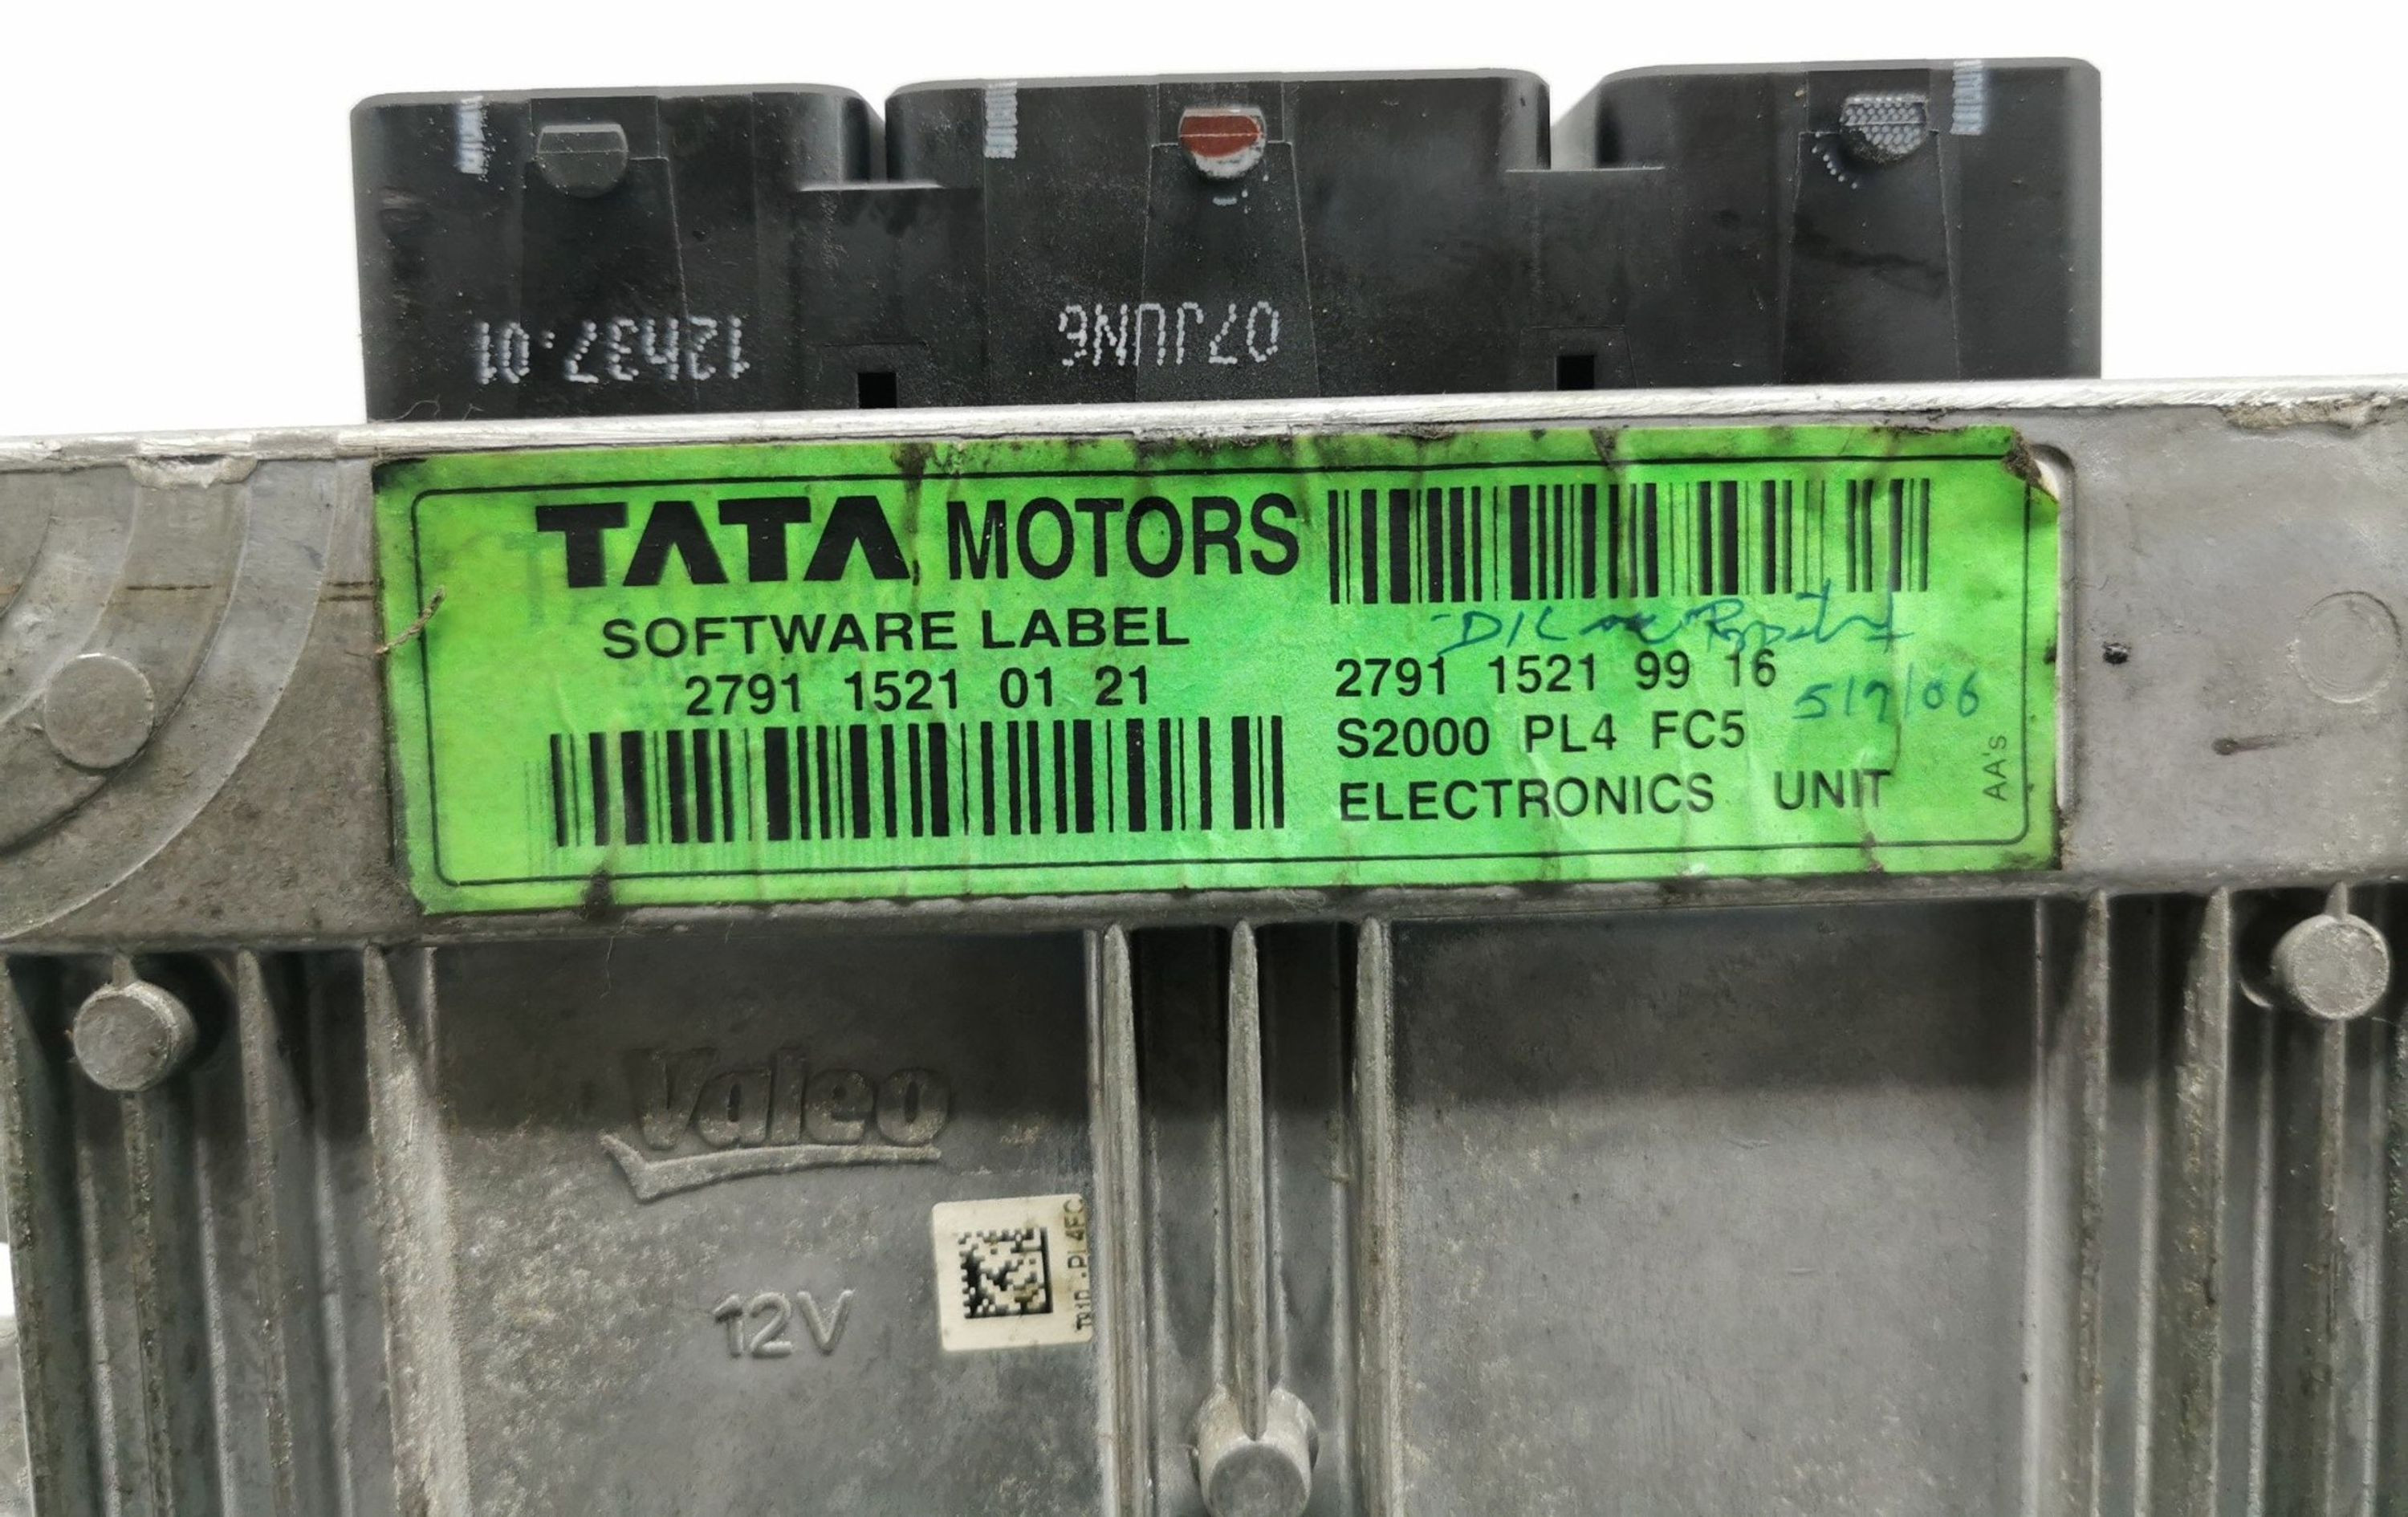 12h37:01
07JUN6
TATA MOTORS
SOFTWARE LABEL
2791 1521 01 21
2791 1521 99 16
5/7/06
S2000 PL4 FC5
ELECTRONICS UNIT
AA's
Valeo
12V